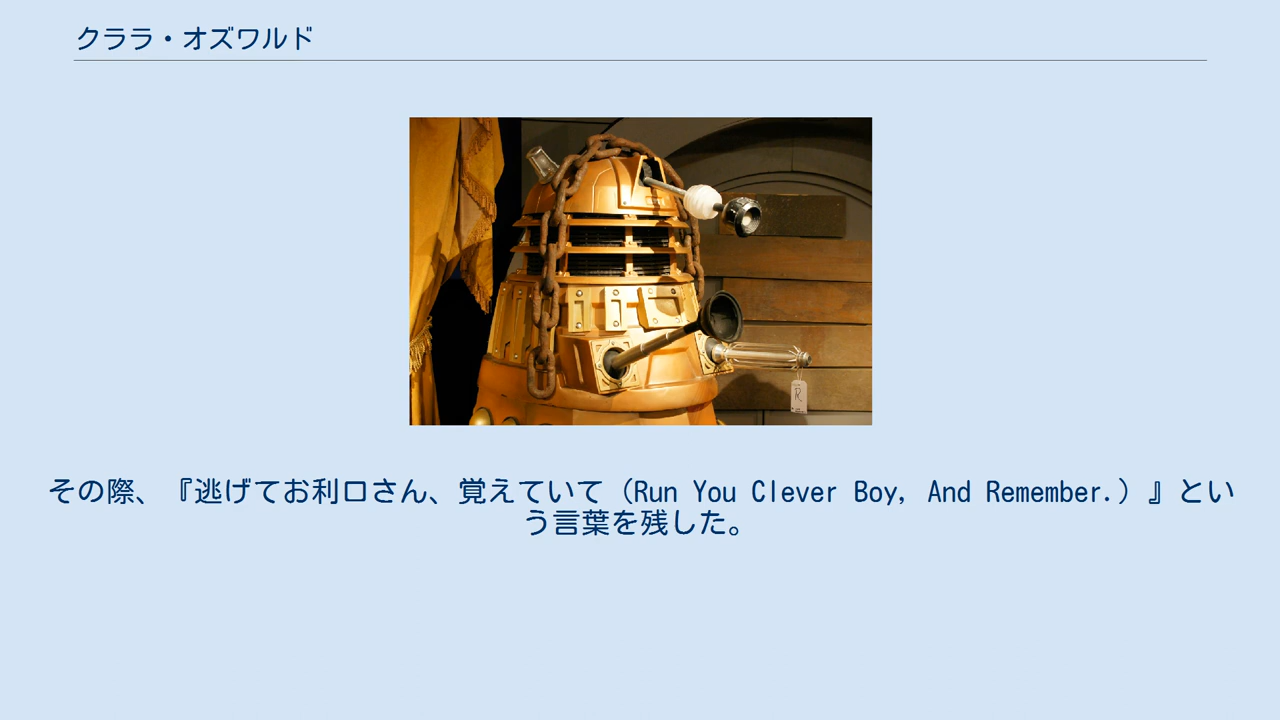 クララ・オズワルド
R
その際、『逃げてお利口さん、覚えていて（Run You Clever Boy, And Remember.）』とい
う言葉を残した。